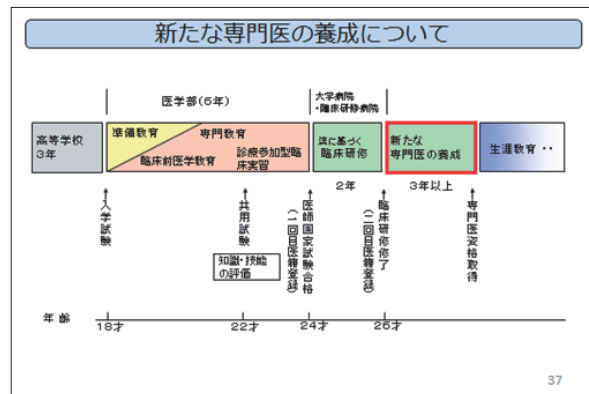 新たな専門医の養成について
医学部(6年)
大学病院
・臨床研修病院
高等学校
3年
準備教育
専門教育
臨床前医学教育
診療参加型臨
床実習
法に基づく
臨床研修
新たな
専門医の養成
生涯教育・・
2年
3年以上
入学試験
共用試験
知識・技能
の評価
医師国家試験合格
(一回目医籍登録)
臨床研修修了
(二回目医籍登録)
専門医資格取得
年齢
18才
22才
24才
26才
37